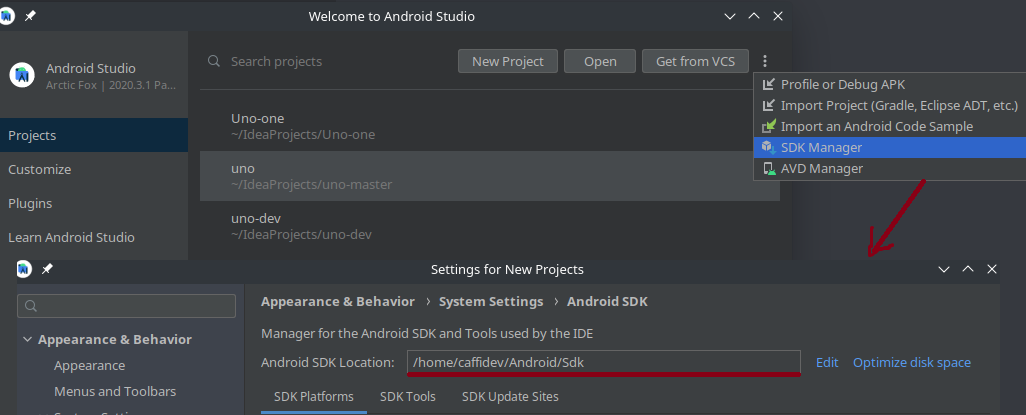 Welcome to Android Studio
Android Studio
Arctic Fox | 2020.3.1 Pa...
Search projects
New Project
Open
Get from VCS
Profile or Debug APK
Import Project (Gradle, Eclipse ADT, etc.)
Import an Android Code Sample
SDK Manager
AVD Manager
Projects
Customize
Plugins
Learn Android Studio
Uno-one
~/IdeaProjects/Uno-one
uno
~/IdeaProjects/uno-master
uno-dev
~/IdeaProjects/uno-dev
Settings for New Projects
Appearance & Behavior
Appearance
Menus and Toolbars
Appearance & Behavior › System Settings › Android SDK
Manager for the Android SDK and Tools used by the IDE
Android SDK Location: /home/caffidev/Android/Sdk Edit Optimize disk space
SDK Platforms SDK Tools SDK Update Sites